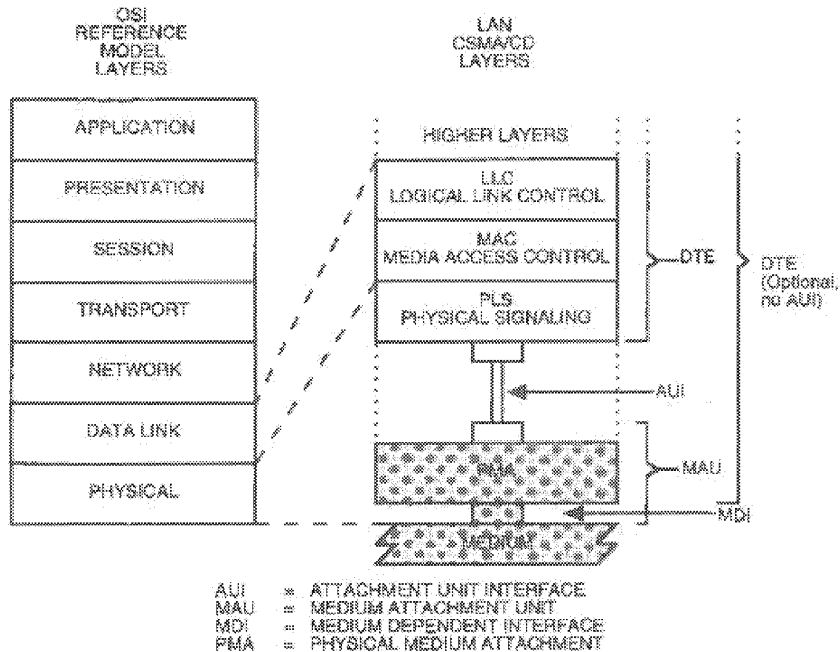 OSI
REFERENCE
MODEL
LAYERS
LAN
CSMA/CD
LAYERS
APPLICATION
PRESENTATION
SESSION
TRANSPORT
NETWORK
DATA LINK
PHYSICAL
HIGHER LAYERS
LLC
LOGICAL LINK CONTROL
MAC
MEDIA ACCESS CONTROL
PLS
PHYSICAL SIGNALING
DTE
DTE
(Optional,
no AUI)
AUI
PMA
MAU
MDI
MEDIUM
AUI = ATTACHMENT UNIT INTERFACE
MAU = MEDIUM ATTACHMENT UNIT
MDI = MEDIUM DEPENDENT INTERFACE
PMA = PHYSICAL MEDIUM ATTACHMENT